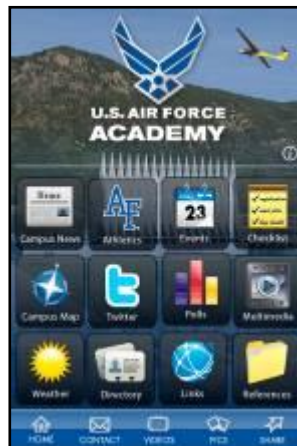 U.S. AIR FORCE
ACADEMY
News
Campus News
AF
Athletics
23
Events
Checklist
Campus Map
Twitter
Polls
Multimedia
Weather
Directory
Links
References
HOME
CONTACT
VIDEOS
PICS
SHARE